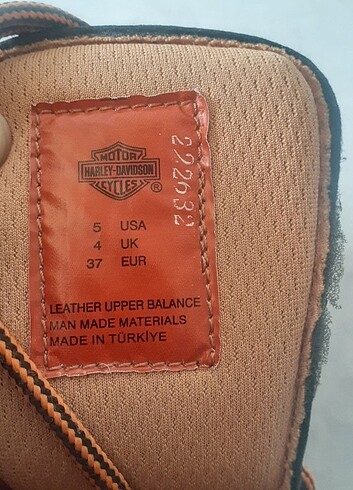 MOTOR
HARLEY-DAVIDSON
CYCLES ®
5 USA
4 UK
37 EUR
LEATHER UPPER BALANCE
MAN MADE MATERIALS
MADE IN TÜRKİYE
222632